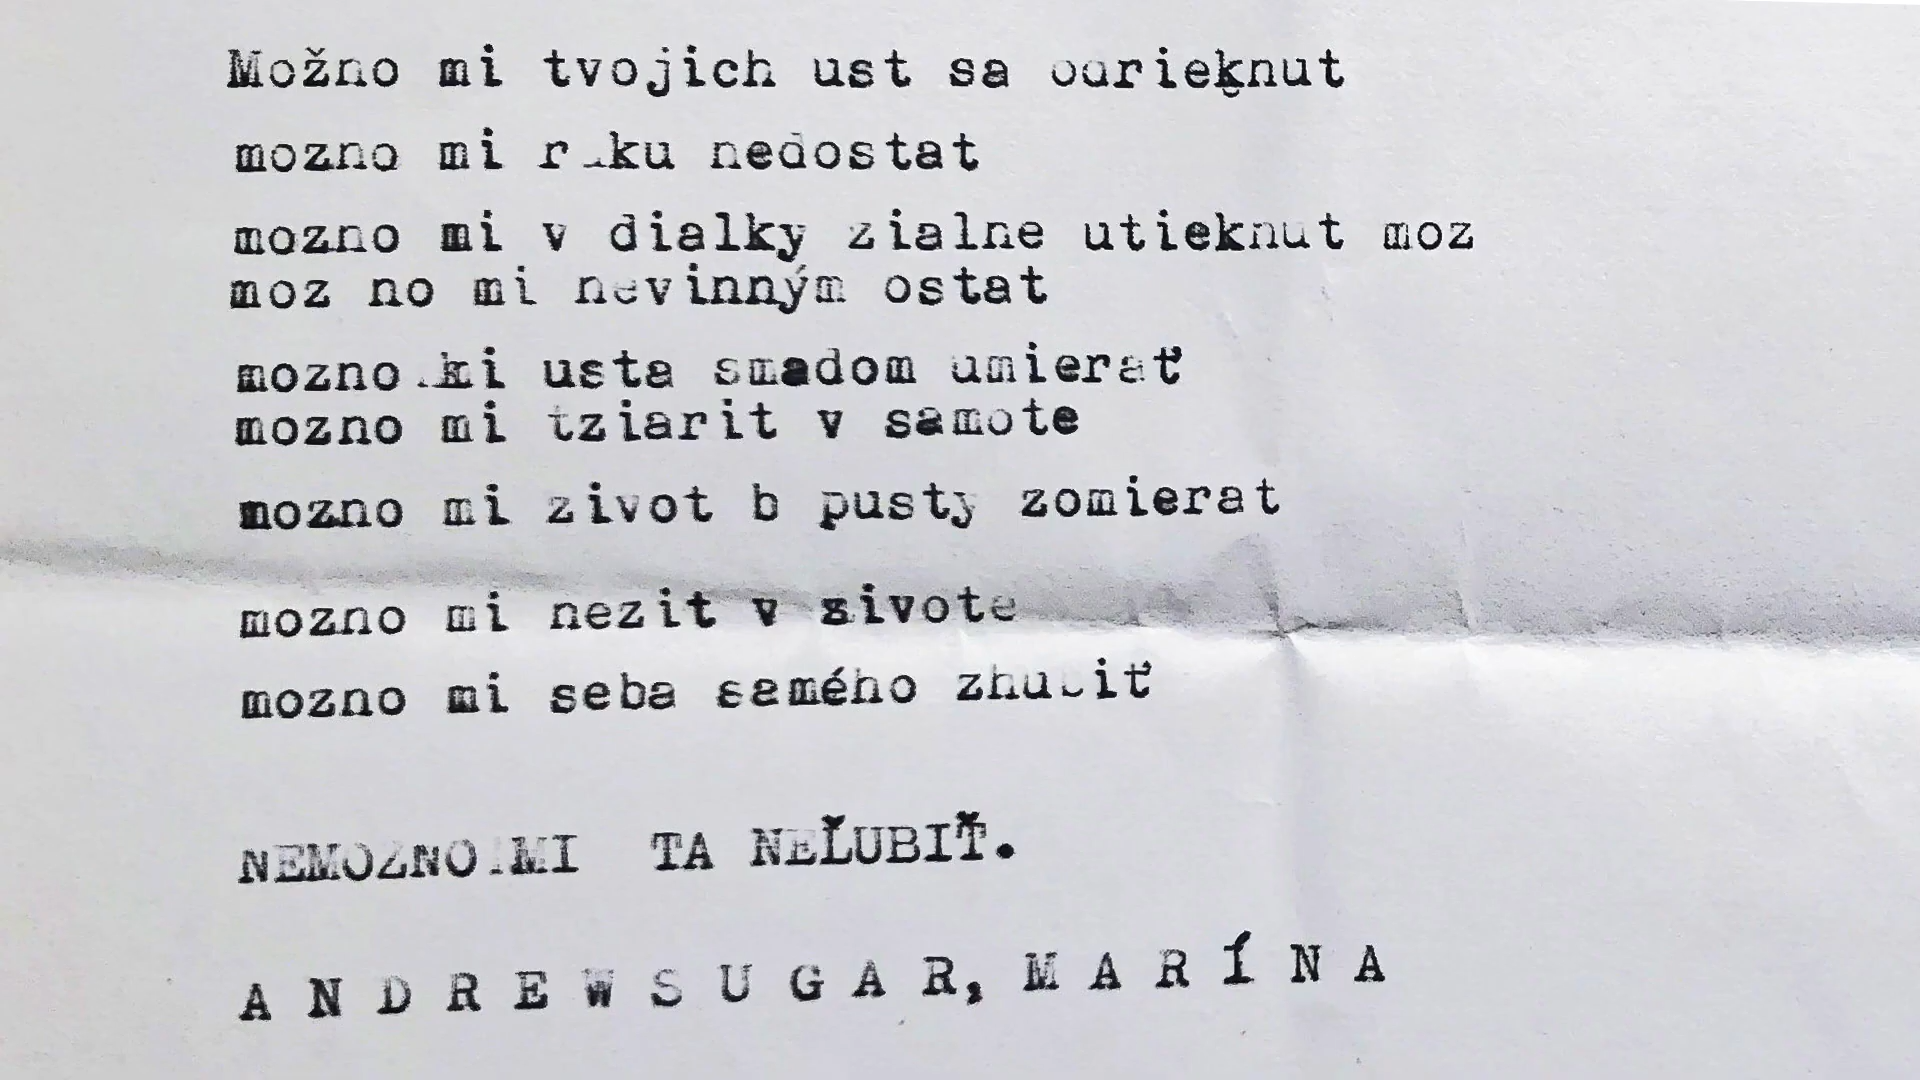 Možno mi tvojich ust sa odrieknut
mozno mi ruku nedostat
mozno mi v dialky zialne utieknut moz
moz no mi nevinným ostat
mozno mi usta smadom umierať
mozno mi tziarit v samote
mozno mi zivot b pusty zomierat
mozno mi nezit v zivote
mozno mi seba samého zhubiť
NEMOZNO MI TA NEĽUBIŤ.
A N D R E W S U G A R, M A R Í N A